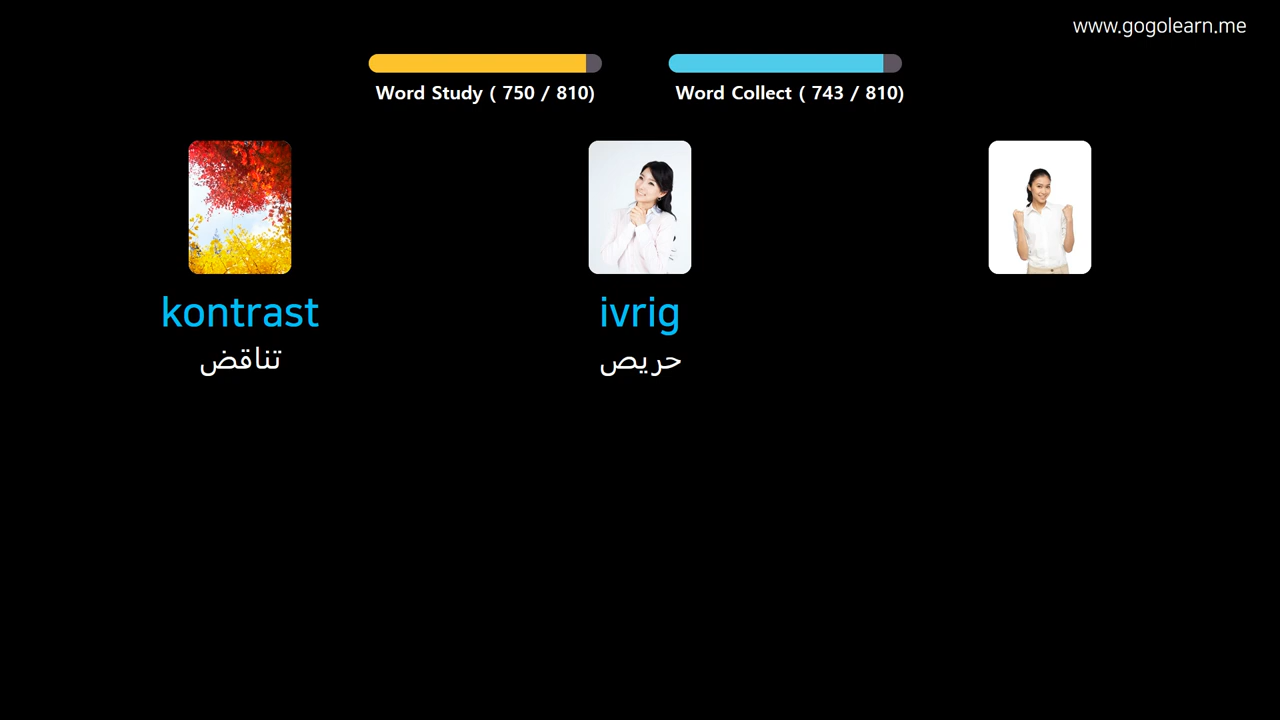 www.gogolearn.me
Word Study ( 750 / 810)
Word Collect ( 743 / 810)
kontrast
تناقض
ivrig
حريص